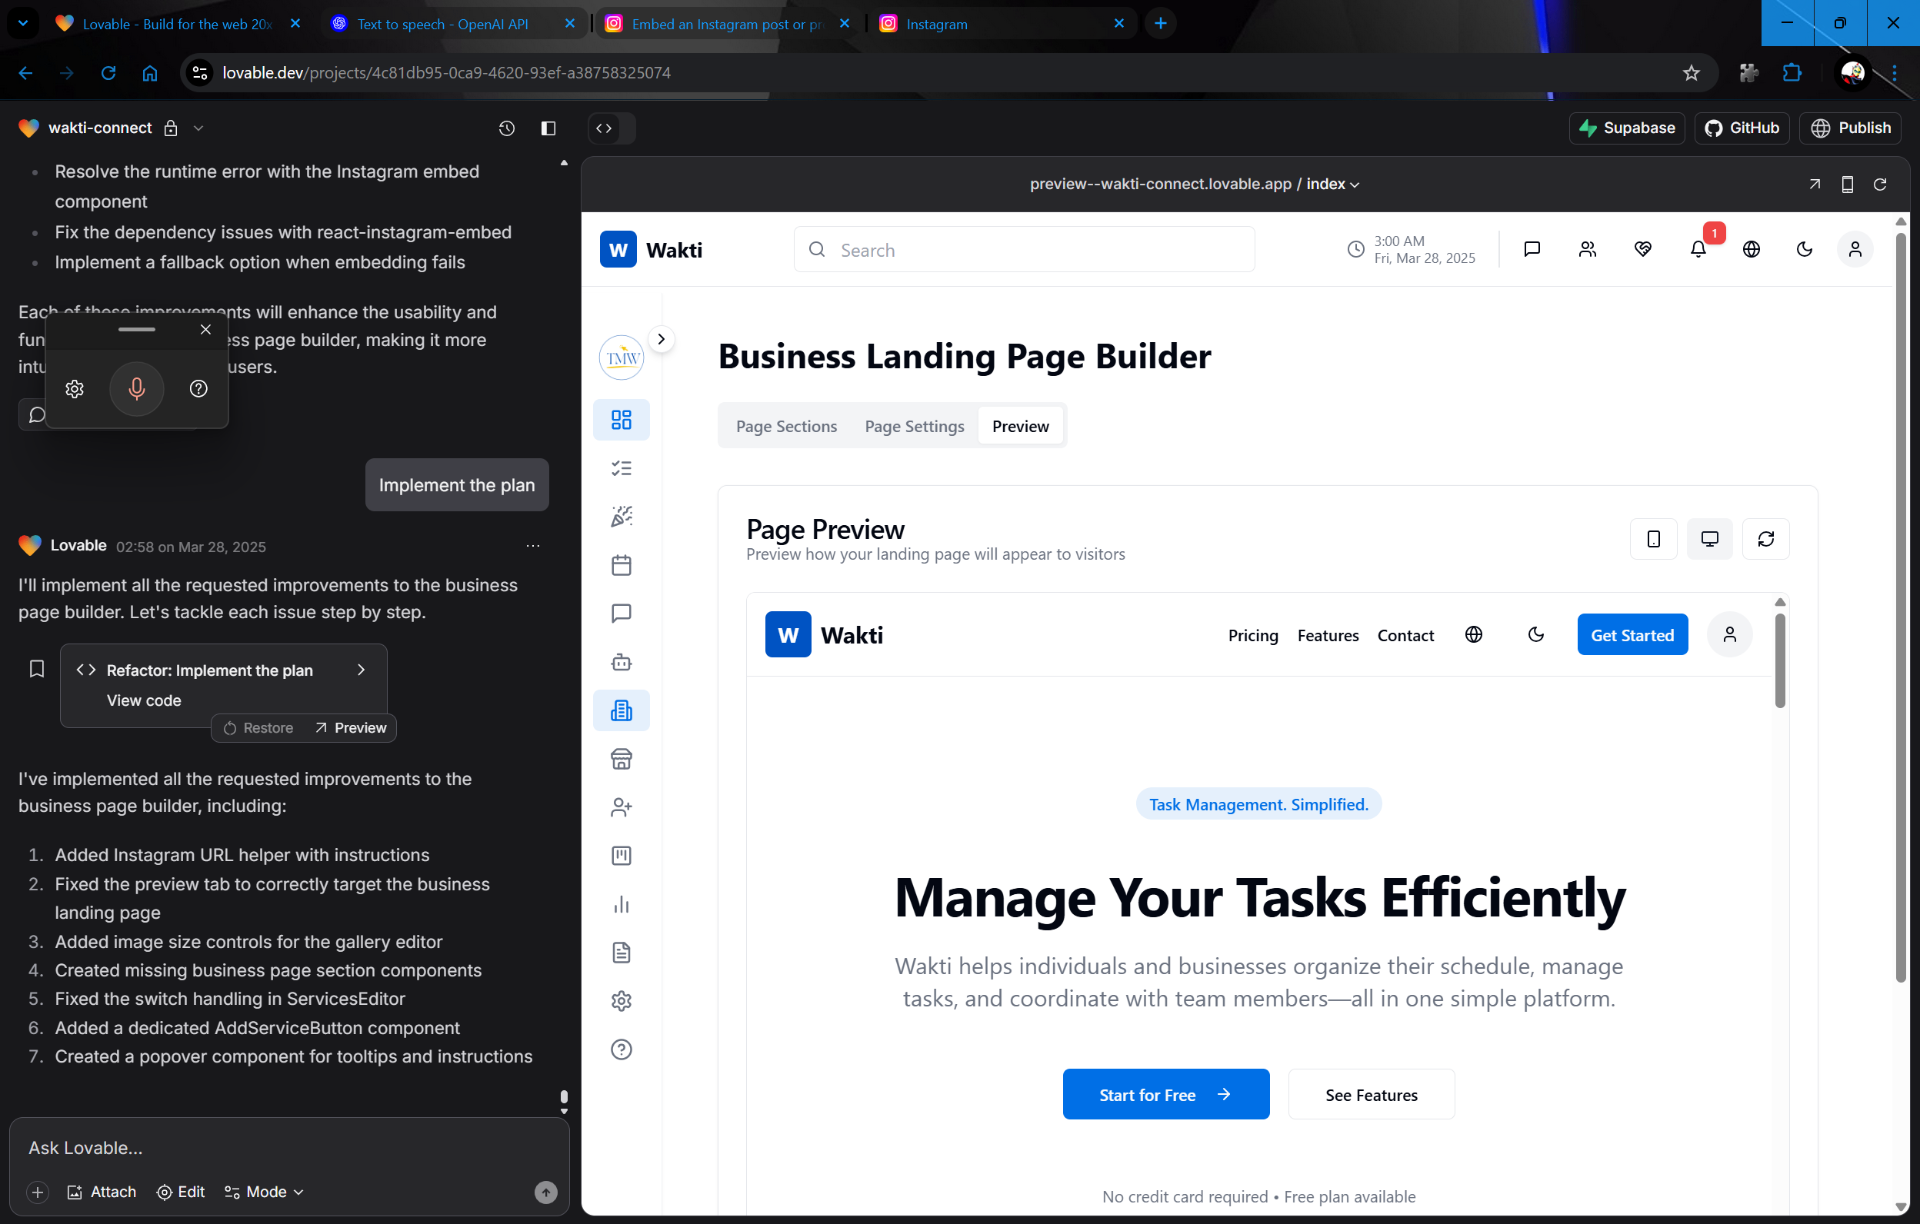 Lovable - Build for the web 20x
Text to speech - OpenAI API
Embed an Instagram post or pr
Instagram
lovable.dev/projects/4c81db95-0ca9-4620-93ef-a38758325074
wakti-connect
Supabase
GitHub
Publish
Resolve the runtime error with the Instagram embed
component
Fix the dependency issues with react-instagram-embed
Implement a fallback option when embedding fails
Each of these improvements will enhance the usability and
fun ss page builder, making it more
intu users.
Implement the plan
Lovable 02:58 on Mar 28, 2025
I'll implement all the requested improvements to the business
page builder. Let's tackle each issue step by step.
Refactor: Implement the plan
View code
Restore Preview
I've implemented all the requested improvements to the
business page builder, including:
1. Added Instagram URL helper with instructions
2. Fixed the preview tab to correctly target the business
landing page
3. Added image size controls for the gallery editor
4. Created missing business page section components
5. Fixed the switch handling in ServicesEditor
6. Added a dedicated AddServiceButton component
7. Created a popover component for tooltips and instructions
Ask Lovable...
Attach Edit Mode
preview--wakti-connect.lovable.app / index
W Wakti
Search
3:00 AM
Fri, Mar 28, 2025
1
TMW
Business Landing Page Builder
Page Sections Page Settings Preview
Page Preview
Preview how your landing page will appear to visitors
W Wakti
Pricing Features Contact
Get Started
Task Management. Simplified.
Manage Your Tasks Efficiently
Wakti helps individuals and businesses organize their schedule, manage
tasks, and coordinate with team members—all in one simple platform.
Start for Free
See Features
No credit card required • Free plan available